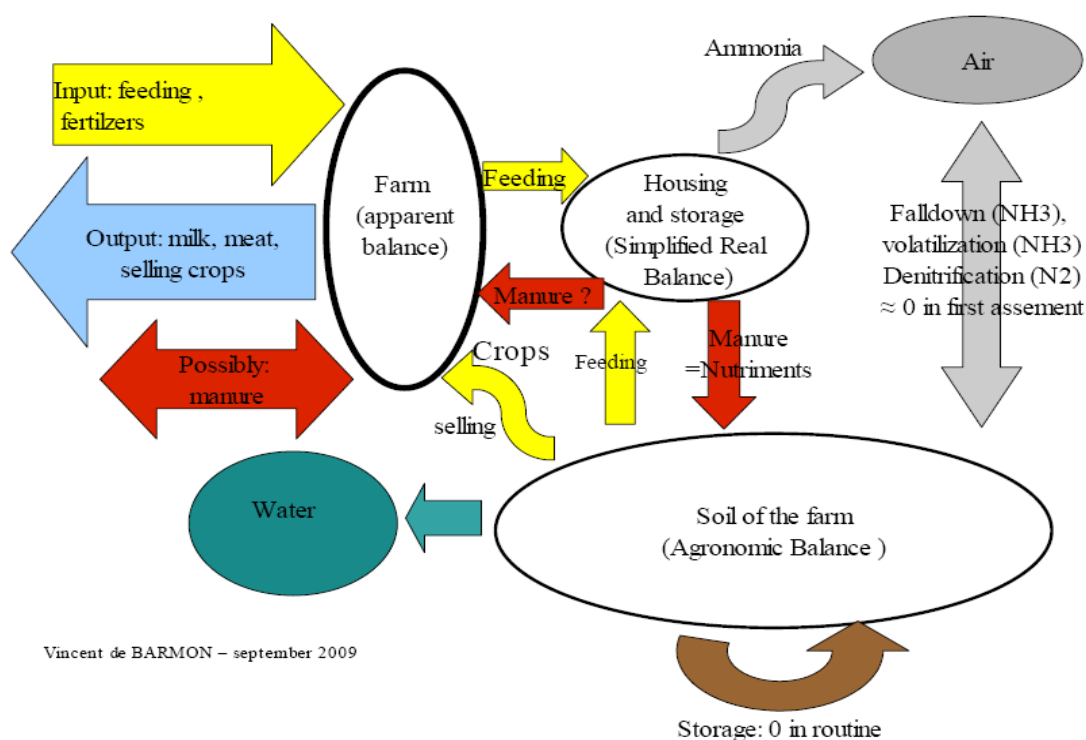 Ammonia
Air
Input: feeding ,
fertilzers
Farm
(apparent
balance)
Feeding
Housing
and storage
(Simplified Real
Balance)
Falldown (NH3),
volatilization (NH3)
Denitrification (N2)
≈ 0 in first assement
Output: milk, meat,
selling crops
Manure ?
Manure
=Nutriments
Crops
Feeding
Possibly:
manure
selling
Water
Soil of the farm
(Agronomic Balance )
Vincent de BARMON – september 2009
Storage: 0 in routine